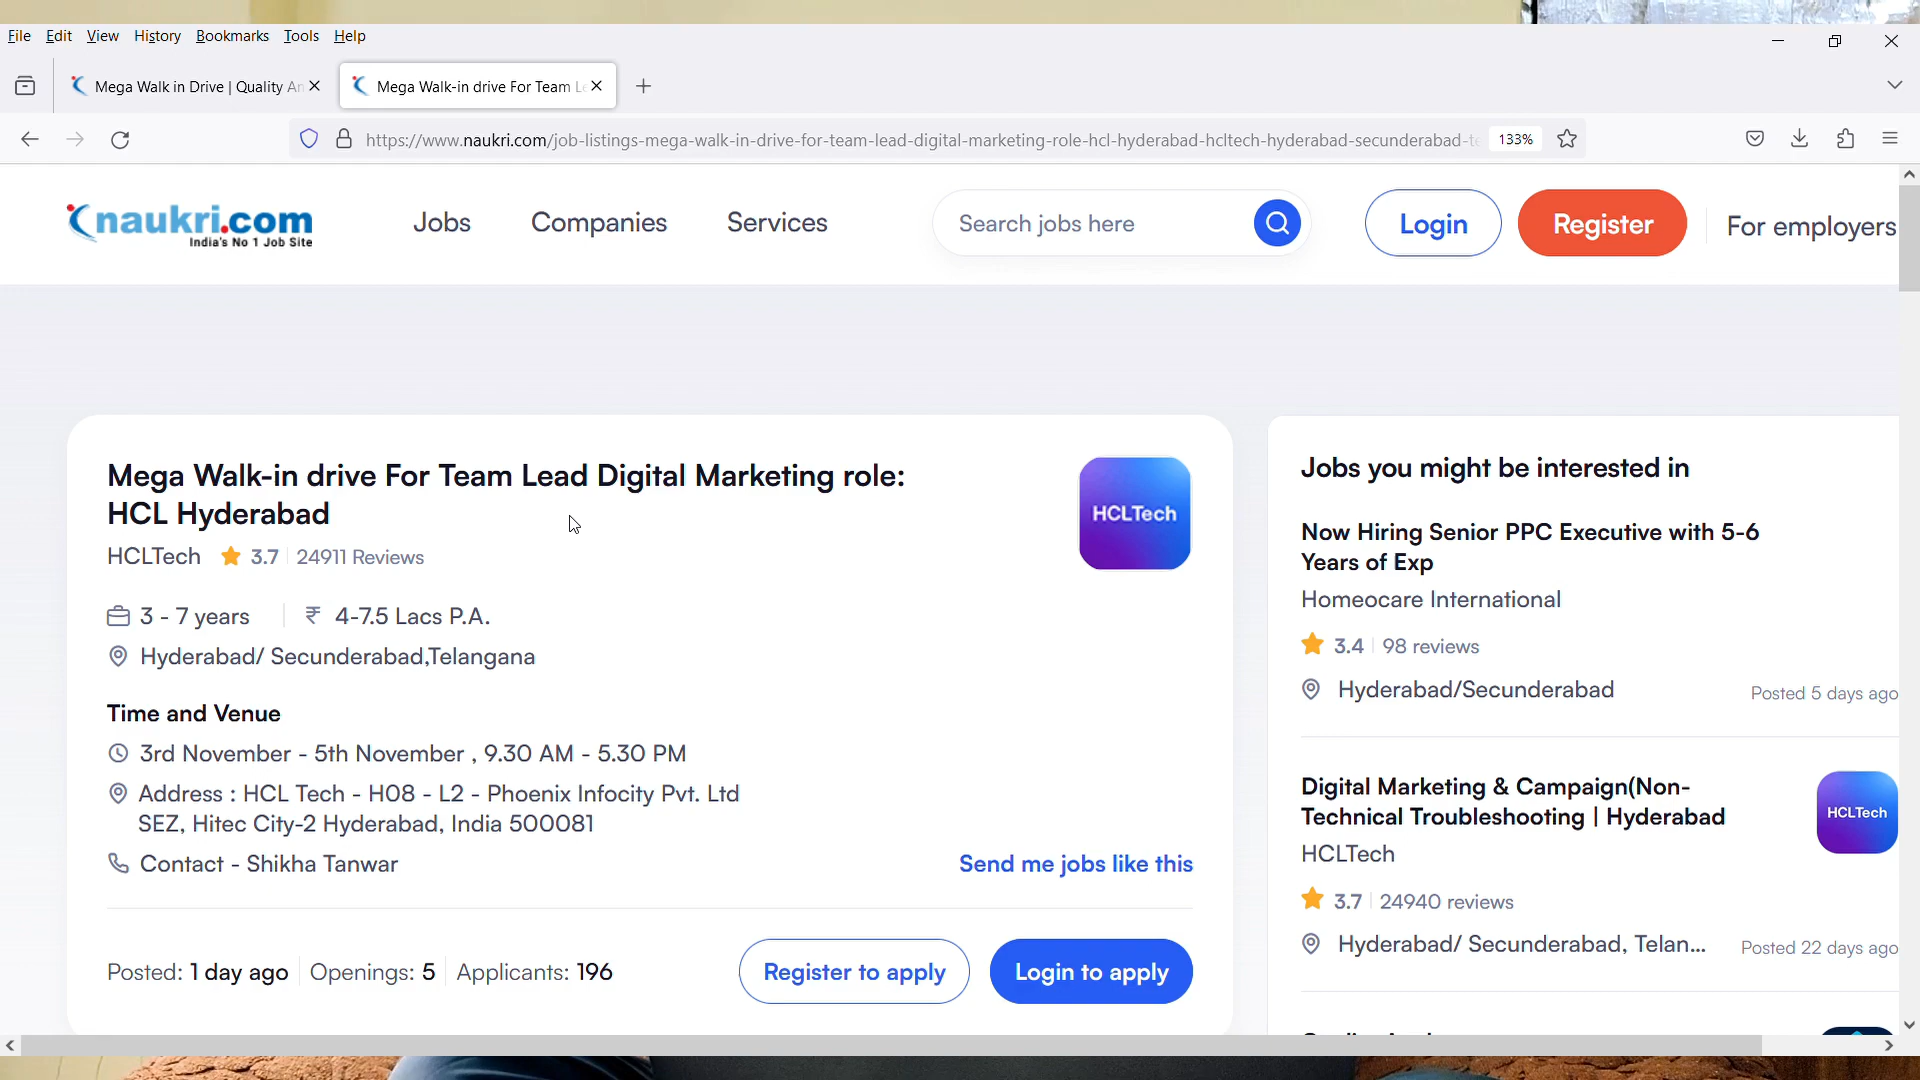 File Edit View History Bookmarks Tools Help
Mega Walk in Drive | Quality An
Mega Walk-in drive For Team Le
https://www.naukri.com/job-listings-mega-walk-in-drive-for-team-lead-digital-marketing-role-hcl-hyderabad-hcltech-hyderabad-secunderabad-te 133%
naukri.com
India's No 1 Job Site
Jobs Companies Services
Search jobs here
Login Register For employers
Mega Walk-in drive For Team Lead Digital Marketing role:
HCL Hyderabad
HCLTech
HCLTech 3.7 24911 Reviews
3 - 7 years ₹ 4-7.5 Lacs P.A.
Hyderabad/ Secunderabad,Telangana
Time and Venue
3rd November - 5th November , 9.30 AM - 5.30 PM
Address : HCL Tech - H08 - L2 - Phoenix Infocity Pvt. Ltd
SEZ, Hitec City-2 Hyderabad, India 500081
Contact - Shikha Tanwar
Send me jobs like this
Posted: 1 day ago Openings: 5 Applicants: 196
Register to apply Login to apply
Jobs you might be interested in
Now Hiring Senior PPC Executive with 5-6
Years of Exp
Homeocare International
3.4 98 reviews
Hyderabad/Secunderabad Posted 5 days ago
Digital Marketing & Campaign(Non-
Technical Troubleshooting | Hyderabad
HCLTech
HCLTech
3.7 24940 reviews
Hyderabad/ Secunderabad, Telan... Posted 22 days ago